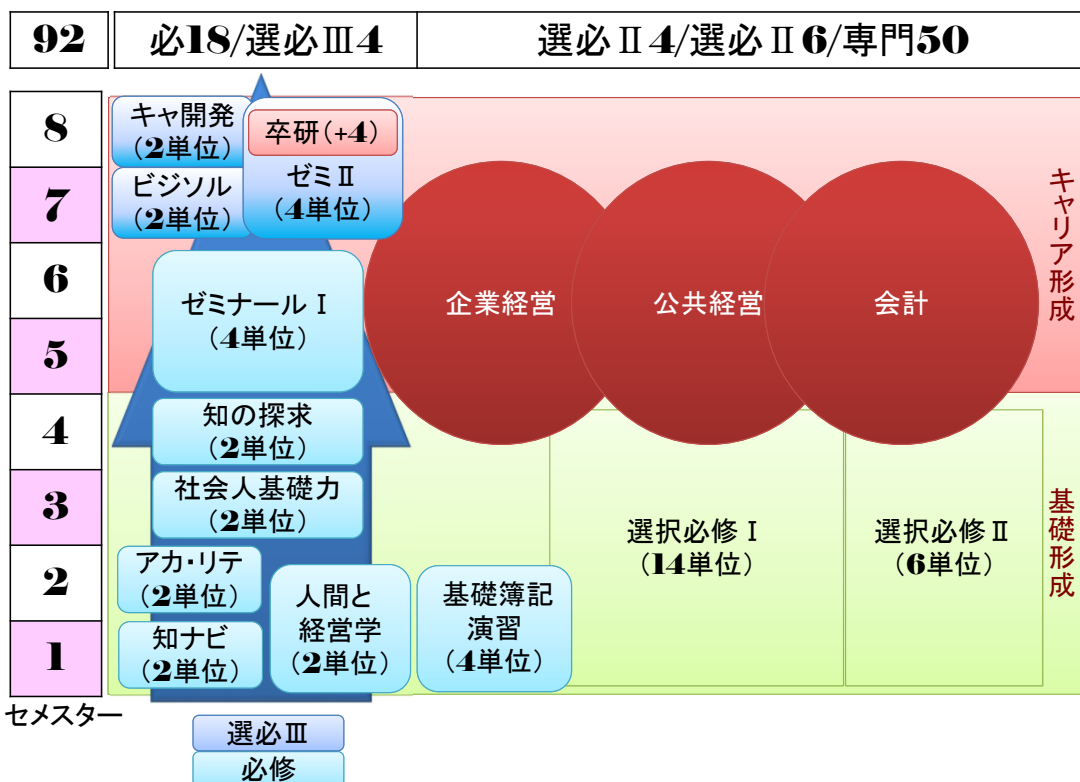 92
必18/選必Ⅲ4
選必Ⅱ4/選必Ⅱ6/専門50
8
7
6
5
4
3
2
1
セメスター
キャ開発
(2単位)
卒研(+4)
ゼミⅡ
(4単位)
ビジソル
(2単位)
ゼミナールⅠ
(4単位)
知の探求
(2単位)
社会人基礎力
(2単位)
アカ・リテ
(2単位)
知ナビ
(2単位)
人間と
経営学
(2単位)
基礎簿記
演習
(4単位)
企業経営
公共経営
会計
選択必修Ⅰ
(14単位)
選択必修Ⅱ
(6単位)
キャリア形成
基礎形成
選必Ⅲ
必修